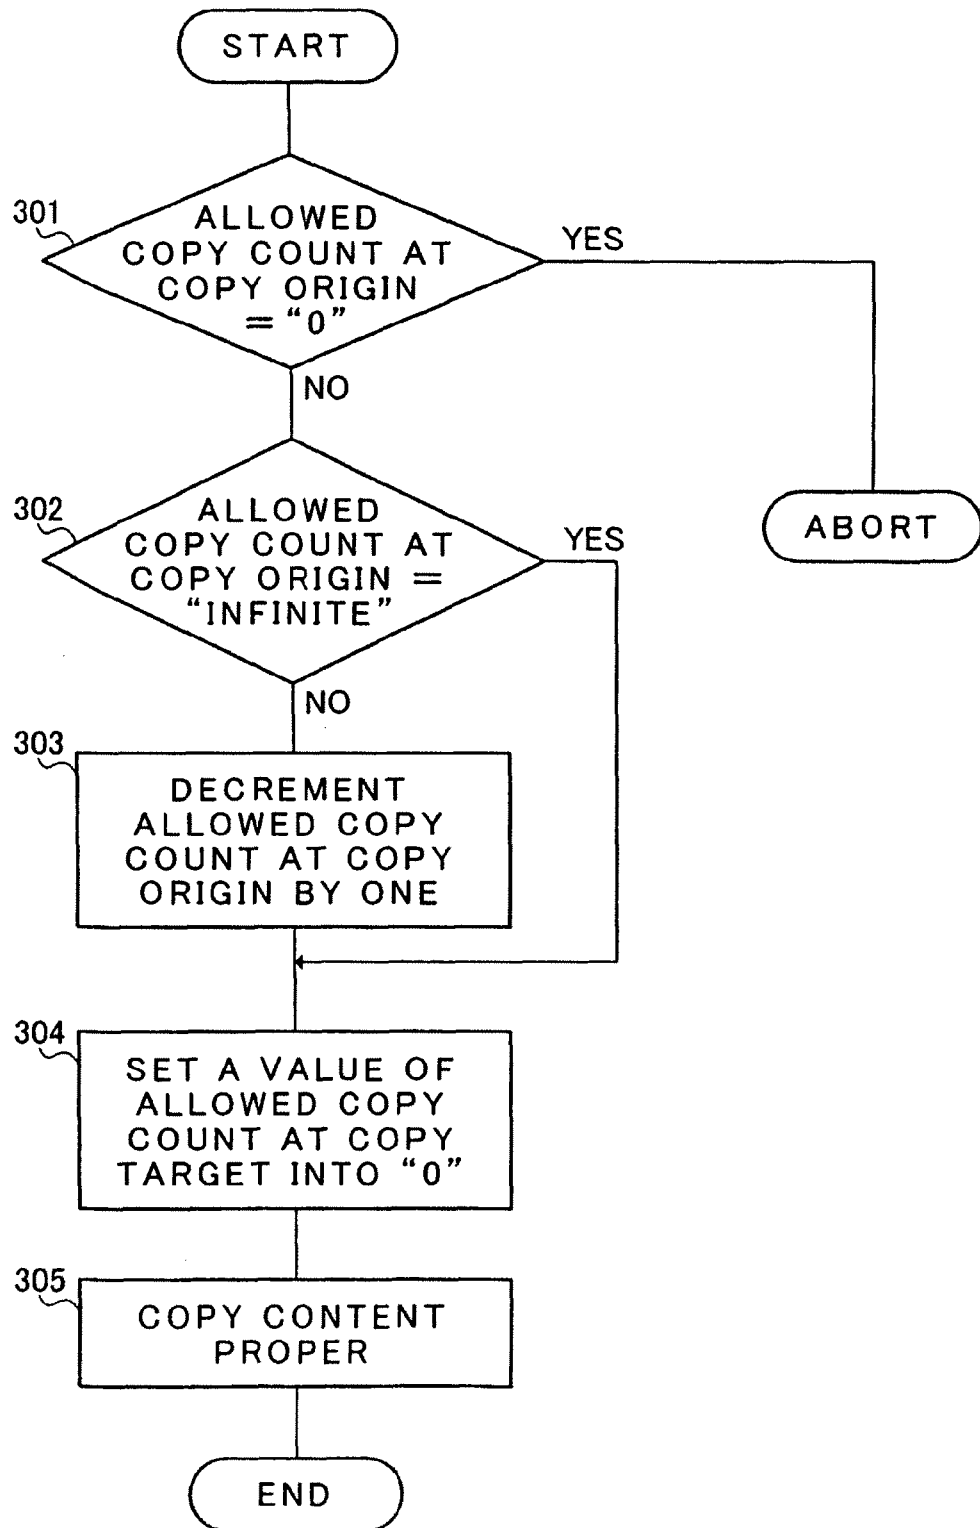 START
301
ALLOWED
COPY COUNT AT
COPY ORIGIN
= “0”
YES
NO
302
ALLOWED
COPY COUNT AT
COPY ORIGIN =
“INFINITE”
YES
ABORT
NO
303
DECREMENT
ALLOWED COPY
COUNT AT COPY
ORIGIN BY ONE
304
SET A VALUE OF
ALLOWED COPY
COUNT AT COPY
TARGET INTO “0”
305
COPY CONTENT
PROPER
END